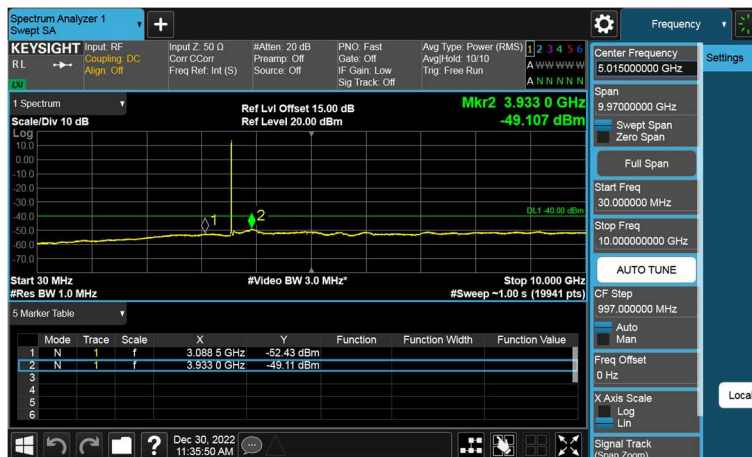 Spectrum Analyzer 1
Swept SA
Frequency
KEYSIGHT
RL
LXI
Input: RF
Coupling: DC
Align: Off
Input Z: 50 Ω
Corr CCorr
Freq Ref: Int (S)
#Atten: 20 dB
Preamp: Off
Source: Off
PNO: Fast
Gate: Off
IF Gain: Low
Sig Track: Off
Avg Type: Power (RMS)
Avg|Hold: 10/10
Trig: Free Run
1 2 3 4 5 6
A W W W W W
A N N N N N
1 Spectrum
Scale/Div 10 dB
Ref Lvl Offset 15.00 dB
Ref Level 20.00 dBm
Mkr2 3.933 0 GHz
-49.107 dBm
Log
10.0
0.00
-10.0
-20.0
-30.0
-40.0
-50.0
-60.0
-70.0
1
2
DL1 -40.00 dBm
Start 30 MHz
#Res BW 1.0 MHz
#Video BW 3.0 MHz*
Stop 10.000 GHz
#Sweep ~1.00 s (19941 pts)
5 Marker Table
Mode Trace Scale X Y Function Function Width Function Value
1 N 1 f 3.088 5 GHz -52.43 dBm
2 N 1 f 3.933 0 GHz -49.11 dBm
3
4
5
6
?
Dec 30, 2022
11:35:50 AM
Center Frequency
5.015000000 GHz
Settings
Span
9.97000000 GHz
Swept Span
Zero Span
Full Span
Start Freq
30.000000 MHz
Stop Freq
10.000000000 GHz
AUTO TUNE
CF Step
997.000000 MHz
Auto
Man
Freq Offset
0 Hz
X Axis Scale
Log
Lin
Local
Signal Track
(Span Zoom)